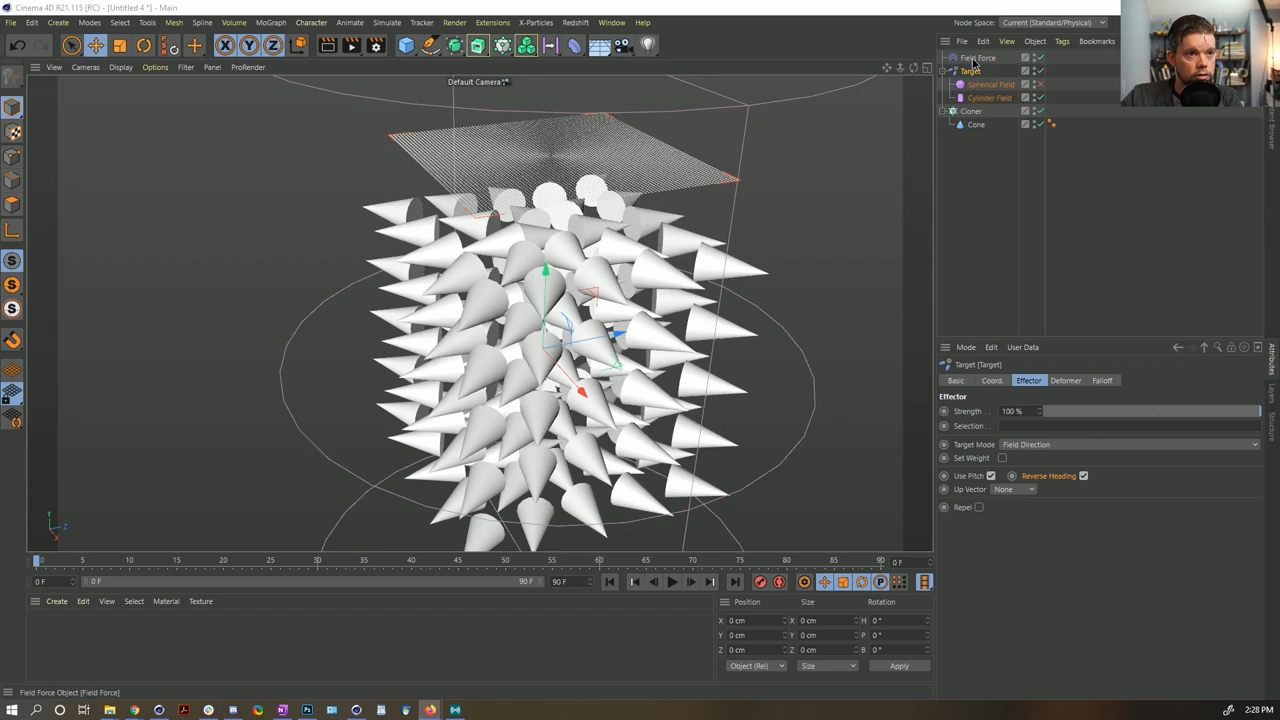 Cinema 4D R21.115 (RC) - [Untitled 4 *] - Main
File Edit Create Modes Select Tools Mesh Spline Volume MoGraph Character Animate Simulate Tracker Render Extensions X-Particles Redshift Window Help
Node Space: Current (Standard/Physical)
File Edit View Object Tags Bookmarks
View Cameras Display Options Filter Panel ProRender
Default Camera
Field Force
Target
Spherical Field
Cylinder Field
Cloner
Cone
Content Browser
Mode Edit User Data
Target [Target]
Basic Coord. Effector Deformer Falloff
Effector
Strength . . 100 %
Selection. .
Target Mode Field Direction
Set Weight
Use Pitch Reverse Heading
Up Vector None
Repel
Attributes
Layers
Structure
Y
Z
X
0 5 10 15 20 25 30 35 40 45 50 55 60 65 70 75 80 85 90 0 F
0 F 0 F 90 F 90 F
Create Edit View Select Material Texture
Position Size Rotation
X 0 cm X 0 cm H 0 °
Y 0 cm Y 0 cm P 0 °
Z 0 cm Z 0 cm B 0 °
Object (Rel) Size Apply
Field Force Object [Field Force]
2:28 PM